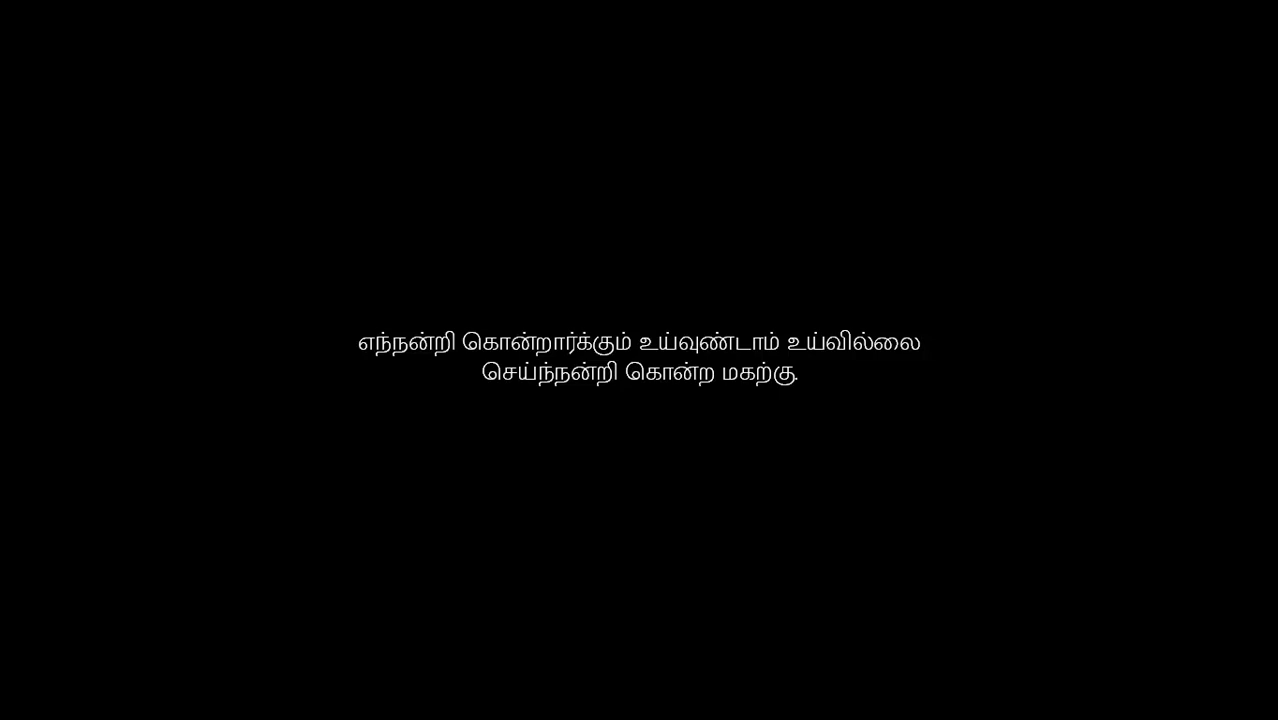 எந்நன்றி கொன்றார்க்கும் உய்வுண்டாம் உய்வில்லை
செய்ந்நன்றி கொன்ற மகற்கு.